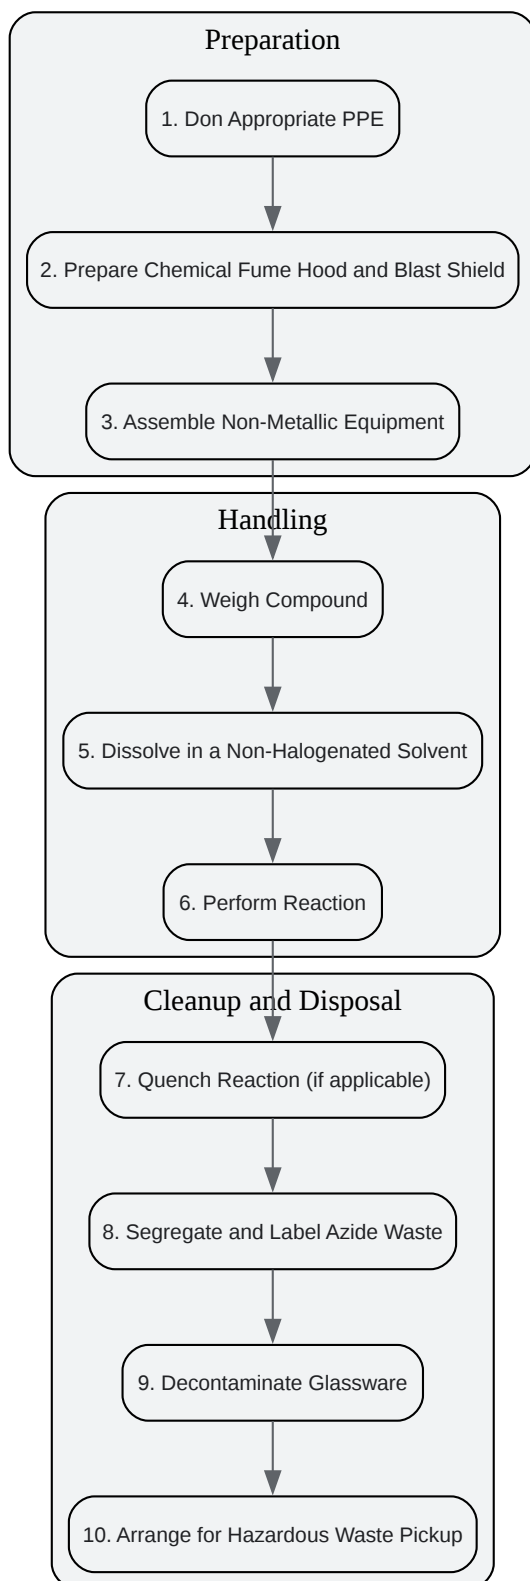 Preparation
1. Don Appropriate PPE
2. Prepare Chemical Fume Hood and Blast Shield
3. Assemble Non-Metallic Equipment
Handling
4. Weigh Compound
5. Dissolve in a Non-Halogenated Solvent
6. Perform Reaction
Cleanup and Disposal
7. Quench Reaction (if applicable)
8. Segregate and Label Azide Waste
9. Decontaminate Glassware
10. Arrange for Hazardous Waste Pickup